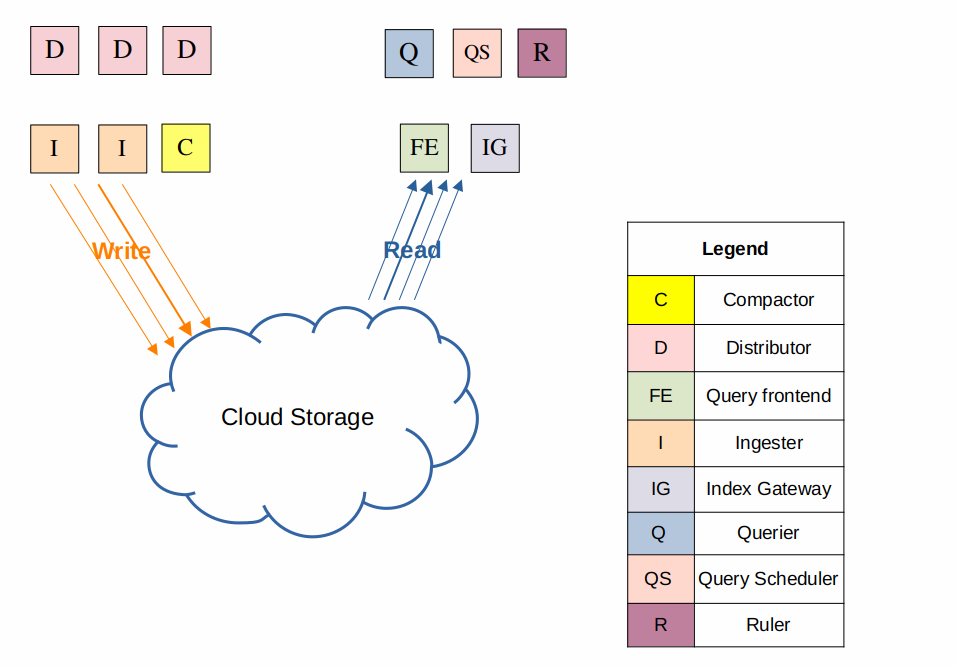 D D D Q QS R
I I C FE IG
Write Read
Cloud Storage
Legend
C Compactor
D Distributor
FE Query frontend
I Ingester
IG Index Gateway
Q Querier
QS Query Scheduler
R Ruler